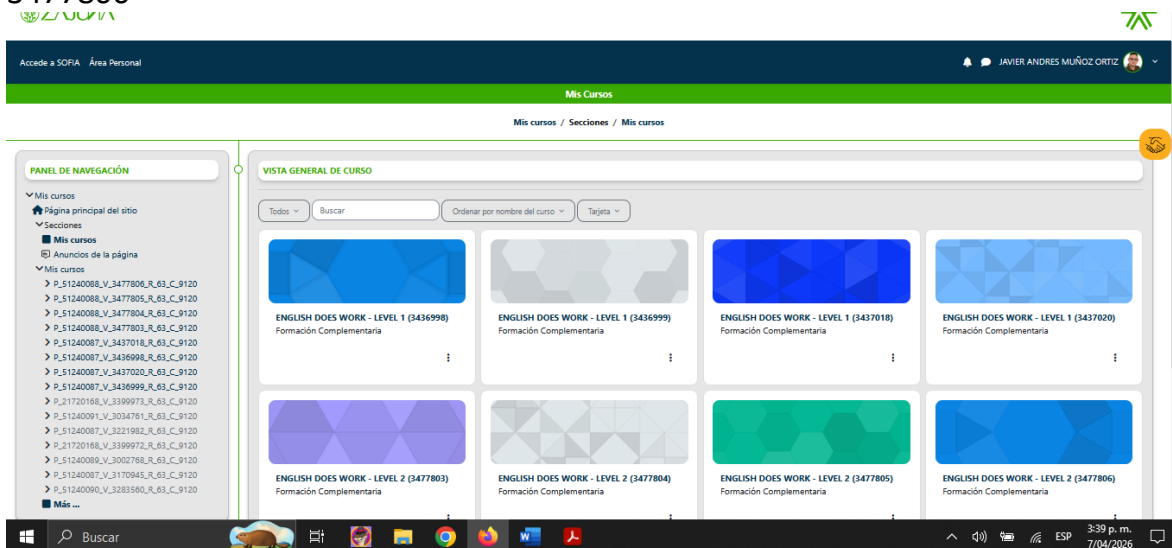 3477806
ZAJUNA
Accede a SOFIA Área Personal
JAVIER ANDRES MUÑOZ ORTIZ
Mis Cursos
Mis cursos / Secciones / Mis cursos
PANEL DE NAVEGACIÓN
Mis cursos
Página principal del sitio
Secciones
Mis cursos
Anuncios de la página
Mis cursos
P_51240088_V_3477806_R_63_C_9120
P_51240088_V_3477805_R_63_C_9120
P_51240088_V_3477804_R_63_C_9120
P_51240088_V_3477803_R_63_C_9120
P_51240087_V_3437018_R_63_C_9120
P_51240087_V_3436998_R_63_C_9120
P_51240087_V_3437020_R_63_C_9120
P_51240087_V_3436999_R_63_C_9120
P_21720168_V_3399973_R_63_C_9120
P_51240091_V_3034761_R_63_C_9120
P_51240087_V_3221982_R_63_C_9120
P_21720168_V_3399972_R_63_C_9120
P_51240089_V_3002768_R_63_C_9120
P_51240087_V_3170945_R_63_C_9120
P_51240090_V_3283560_R_63_C_9120
Más ...
VISTA GENERAL DE CURSO
Todos Buscar Ordenar por nombre del curso Tarjeta
ENGLISH DOES WORK - LEVEL 1 (3436998)
Formación Complementaria
ENGLISH DOES WORK - LEVEL 1 (3436999)
Formación Complementaria
ENGLISH DOES WORK - LEVEL 1 (3437018)
Formación Complementaria
ENGLISH DOES WORK - LEVEL 1 (3437020)
Formación Complementaria
ENGLISH DOES WORK - LEVEL 2 (3477803)
Formación Complementaria
ENGLISH DOES WORK - LEVEL 2 (3477804)
Formación Complementaria
ENGLISH DOES WORK - LEVEL 2 (3477805)
Formación Complementaria
ENGLISH DOES WORK - LEVEL 2 (3477806)
Formación Complementaria
Buscar
ESP
3:39 p. m.
7/04/2026